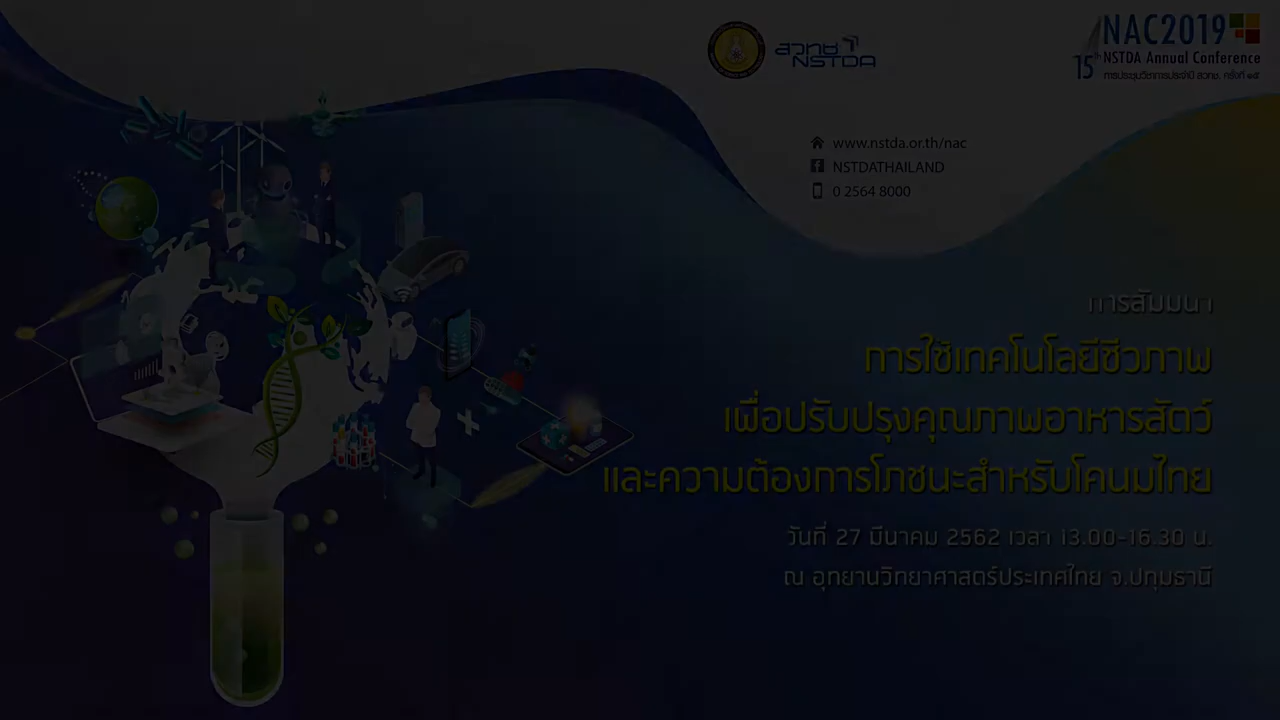 สวทช
NSTDA
NAC2019
15th NSTDA Annual Conference
การประชุมวิชาการประจำปี สวทช. ครั้งที่ ๑๕
www.nstda.or.th/nac
NSTDATHAILAND
0 2564 8000
การสัมมนา
การใช้เทคโนโลยีชีวภาพ
เพื่อปรับปรุงคุณภาพอาหารสัตว์
และความต้องการโภชนะสำหรับโคนมไทย
วันที่ 27 มีนาคม 2562 เวลา 13.00-16.30 น.
ณ อุทยานวิทยาศาสตร์ประเทศไทย จ.ปทุมธานี